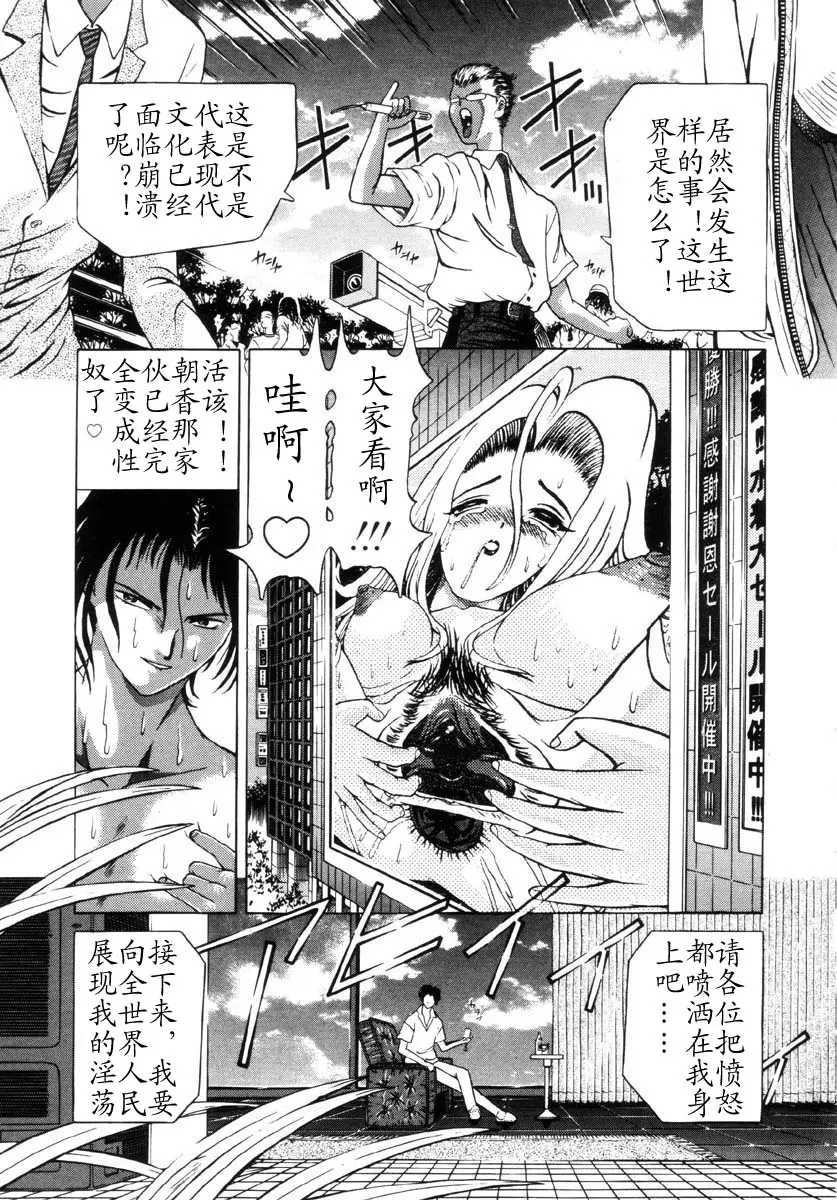 居然会发生这
样的事！这世
界是怎么了！
这是不是
代表现代
文化已经
面临崩溃
了呢？！
大家看啊!!!
哇啊～♡
優勝!!!感謝謝恩セール開催中!!!
活该！！
朝香那家
伙已经完
全变成性
奴了♡
请各位把愤怒
都喷洒在我身
上吧……
接下来，我要
向全世界人民
展现我的淫荡